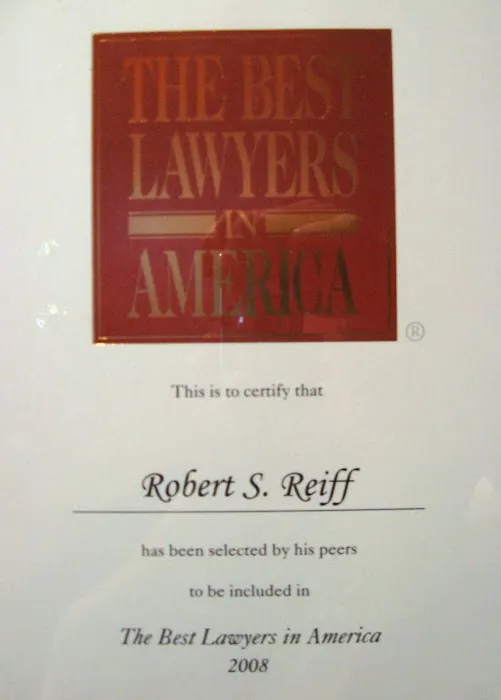 THE BEST
LAWYERS
IN
AMERICA
®
This is to certify that
Robert S. Reiff
has been selected by his peers
to be included in
The Best Lawyers in America
2008